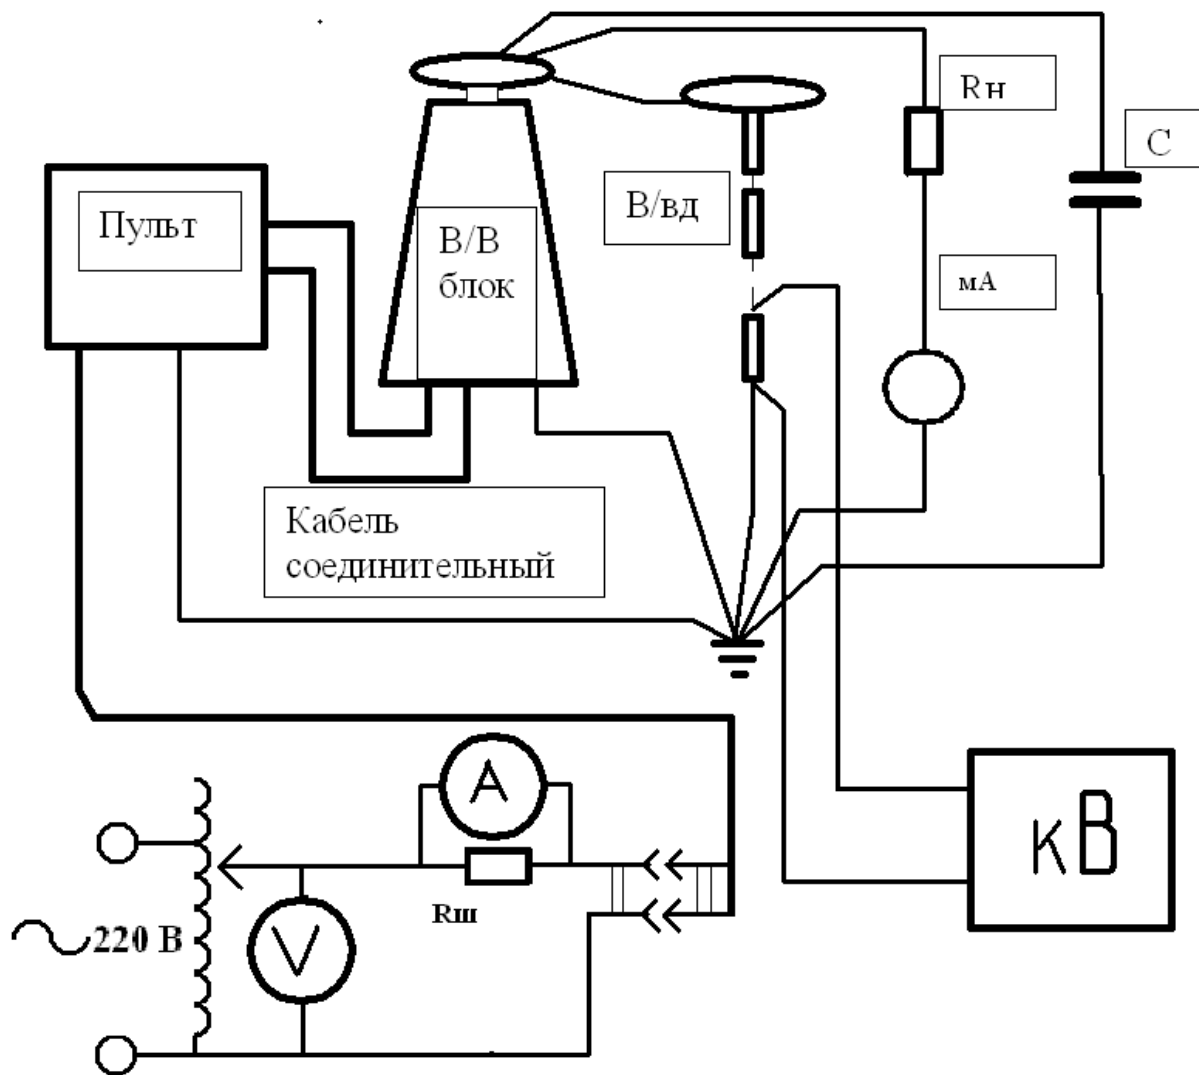 Rн
C
Пульт
В/вд
В/В
блок
мА
Кабель
соединительный
А
кВ
Rш
220 В
V